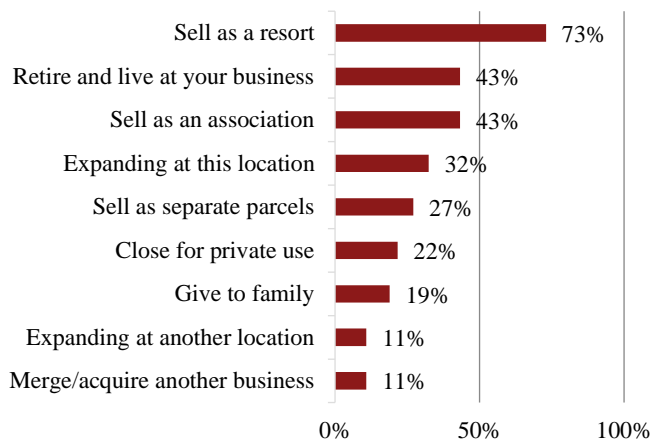 Sell as a resort 73%
Retire and live at your business 43%
Sell as an association 43%
Expanding at this location 32%
Sell as separate parcels 27%
Close for private use 22%
Give to family 19%
Expanding at another location 11%
Merge/acquire another business 11%
0% 50% 100%